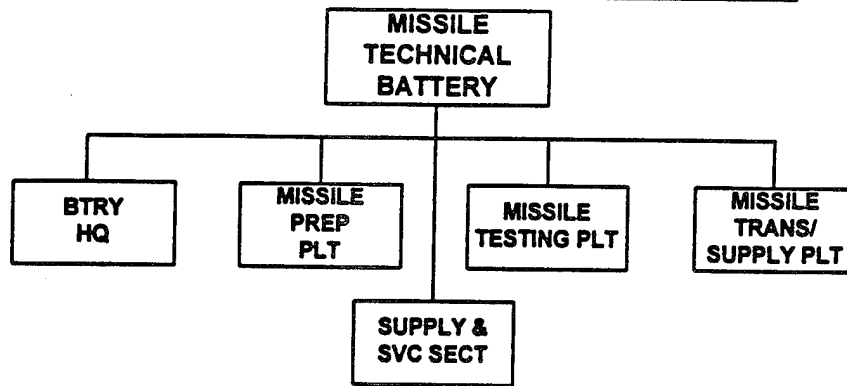 MISSILE
TECHNICAL
BATTERY
BTRY
HQ
MISSILE
PREP
PLT
MISSILE
TESTING PLT
MISSILE
TRANS/
SUPPLY PLT
SUPPLY &
SVC SECT